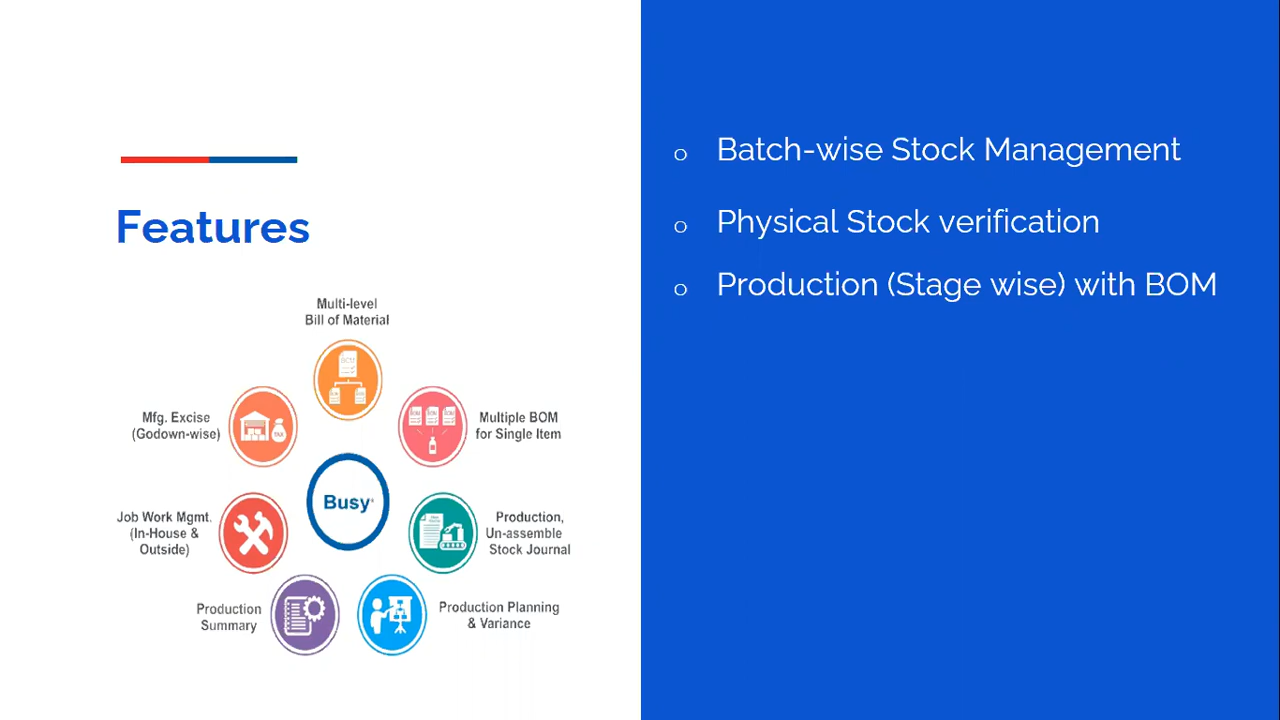 Features
Multi-level
Bill of Material
Mfg. Excise
(Godown-wise)
Multiple BOM
for Single Item
Busy
Job Work Mgmt.
(In-House &
Outside)
Production,
Un-assemble
Stock Journal
Production
Summary
Production Planning
& Variance
o Batch-wise Stock Management
o Physical Stock verification
o Production (Stage wise) with BOM